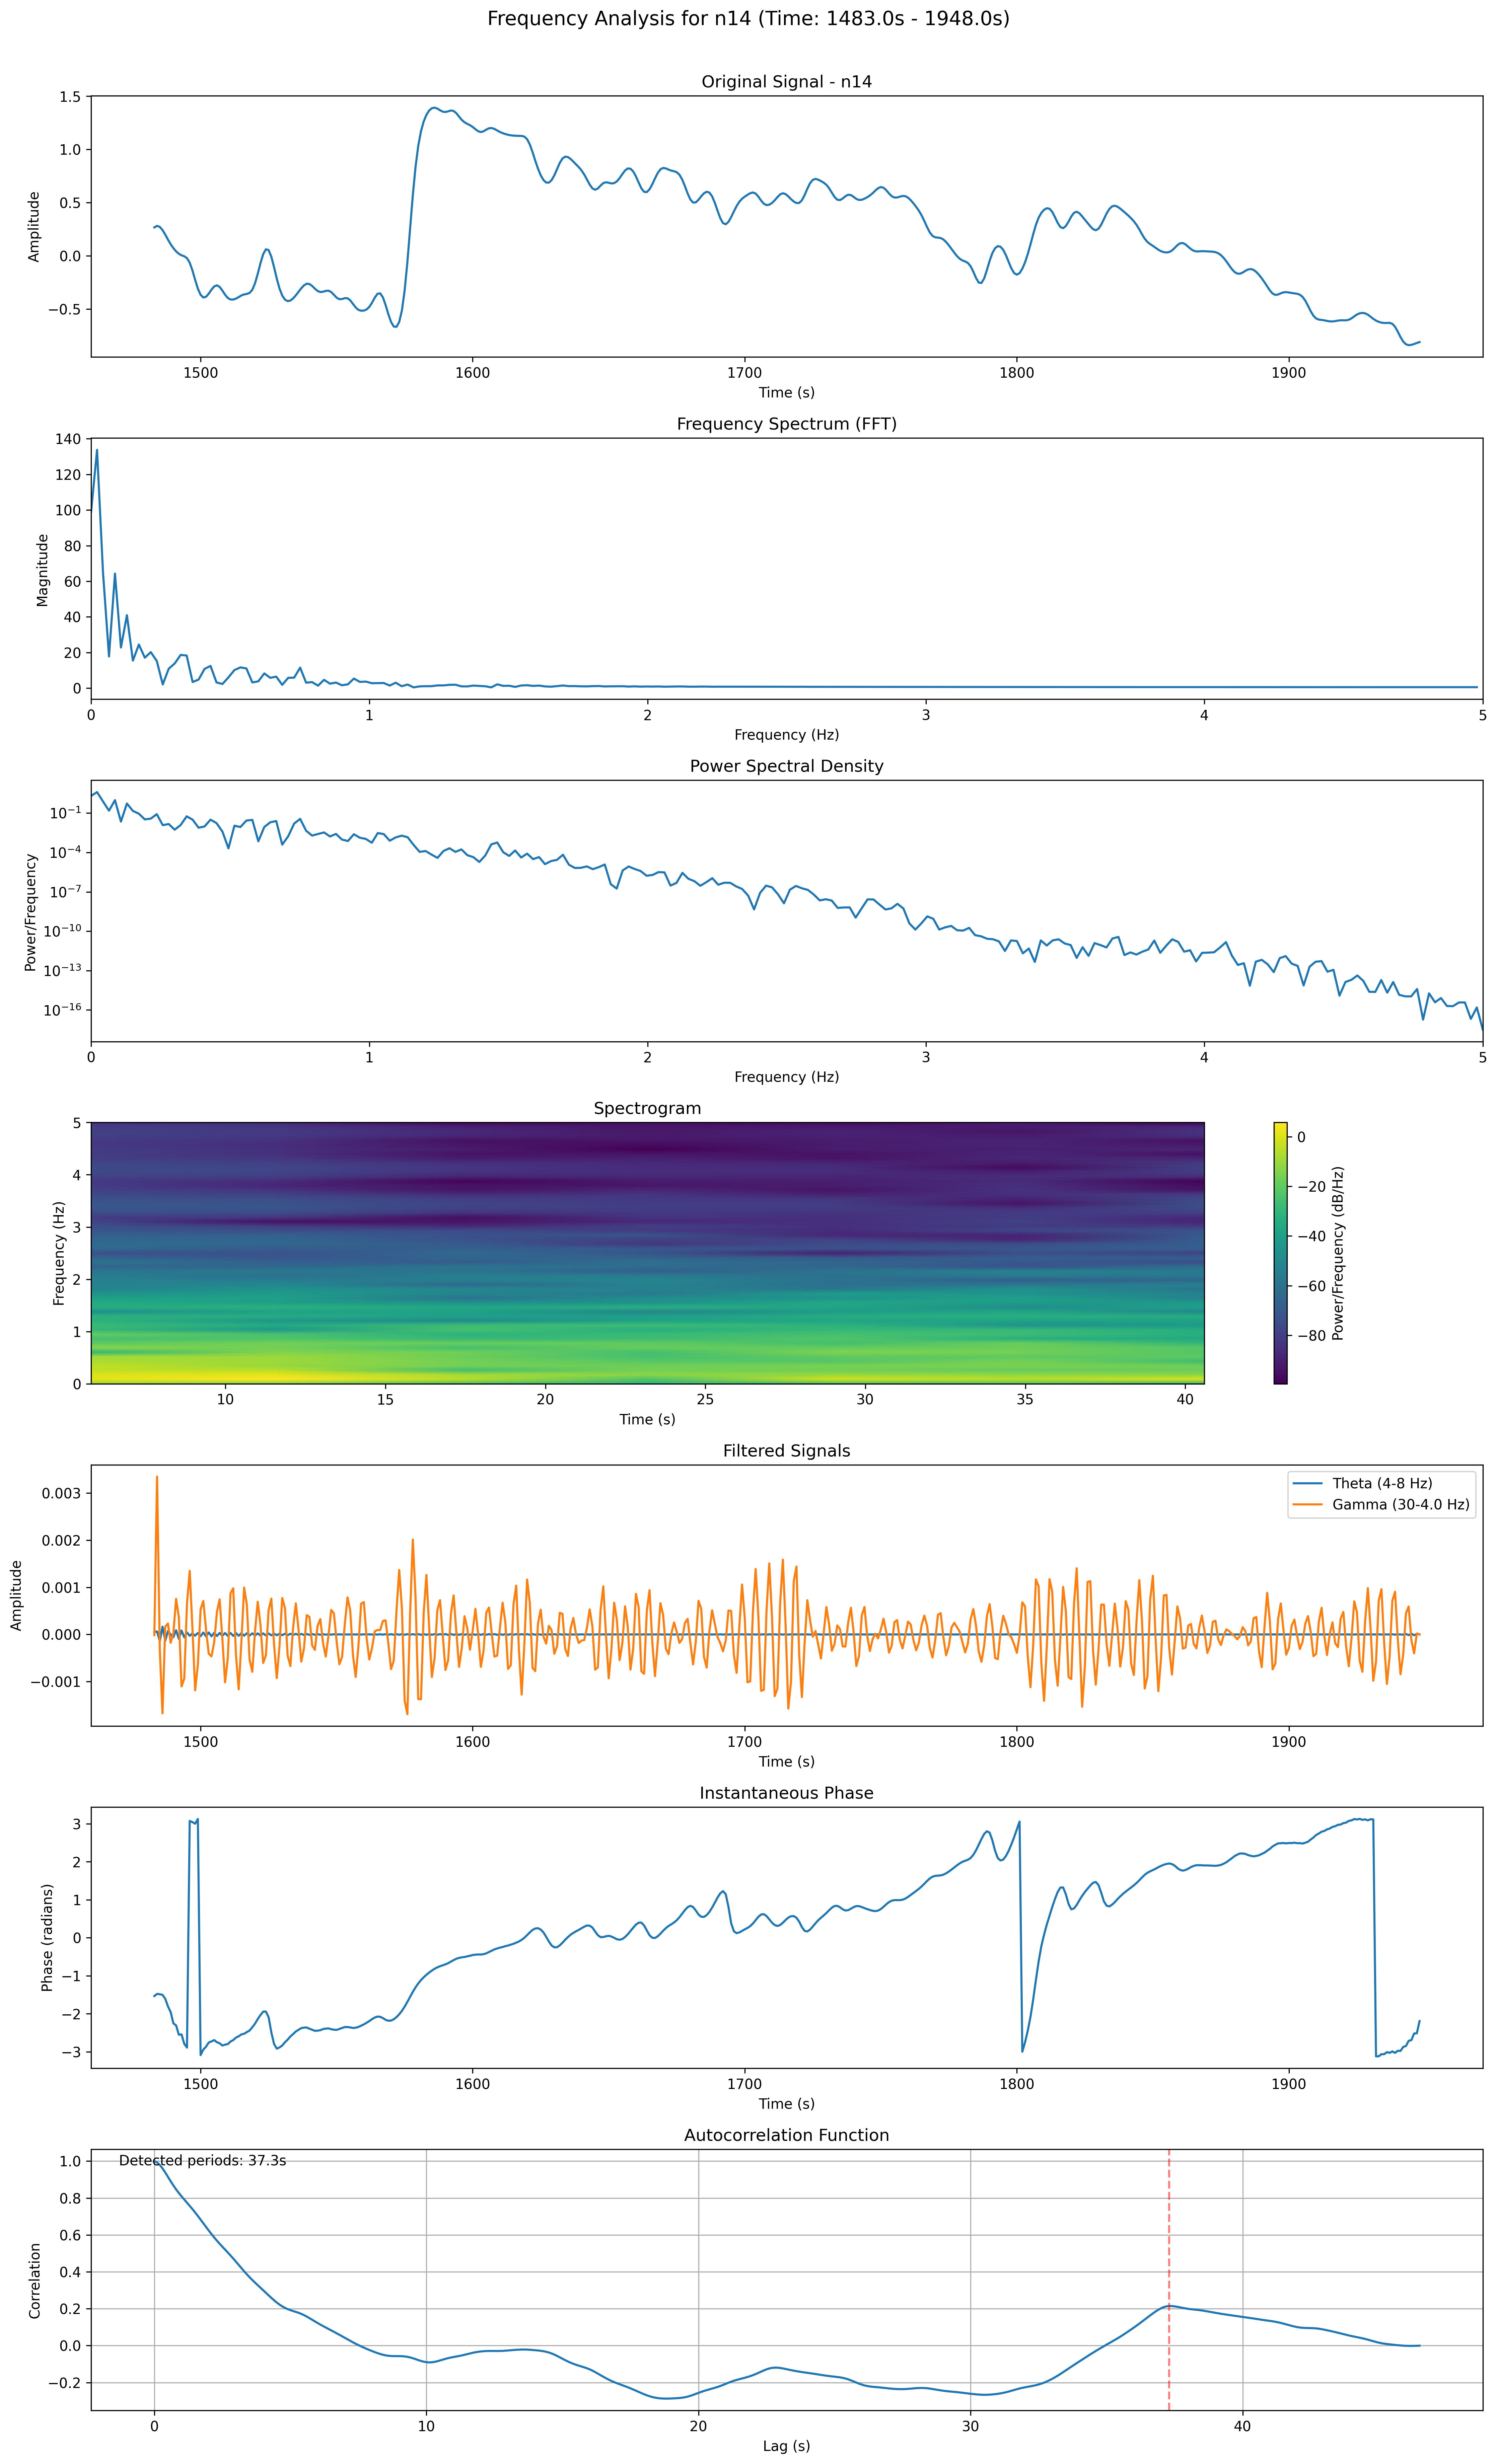 Frequency Analysis for n14 (Time: 1483.0s - 1948.0s)
Original Signal - n14
1.5
1.0
0.5
0.0
−0.5
Amplitude
1500 1600 1700 1800 1900
Time (s)
Frequency Spectrum (FFT)
140
120
100
80
60
40
20
0
Magnitude
0 1 2 3 4 5
Frequency (Hz)
Power Spectral Density
10⁻¹
10⁻⁴
10⁻⁷
10⁻¹⁰
10⁻¹³
10⁻¹⁶
Power/Frequency
0 1 2 3 4 5
Frequency (Hz)
Spectrogram
5
4
3
2
1
0
Frequency (Hz)
10 15 20 25 30 35 40
Time (s)
0
−20
−40
−60
−80
Power/Frequency (dB/Hz)
Filtered Signals
0.003
0.002
0.001
0.000
−0.001
Amplitude
Theta (4-8 Hz)
Gamma (30-4.0 Hz)
1500 1600 1700 1800 1900
Time (s)
Instantaneous Phase
3
2
1
0
−1
−2
−3
Phase (radians)
1500 1600 1700 1800 1900
Time (s)
Autocorrelation Function
Detected periods: 37.3s
1.0
0.8
0.6
0.4
0.2
0.0
−0.2
Correlation
0 10 20 30 40
Lag (s)